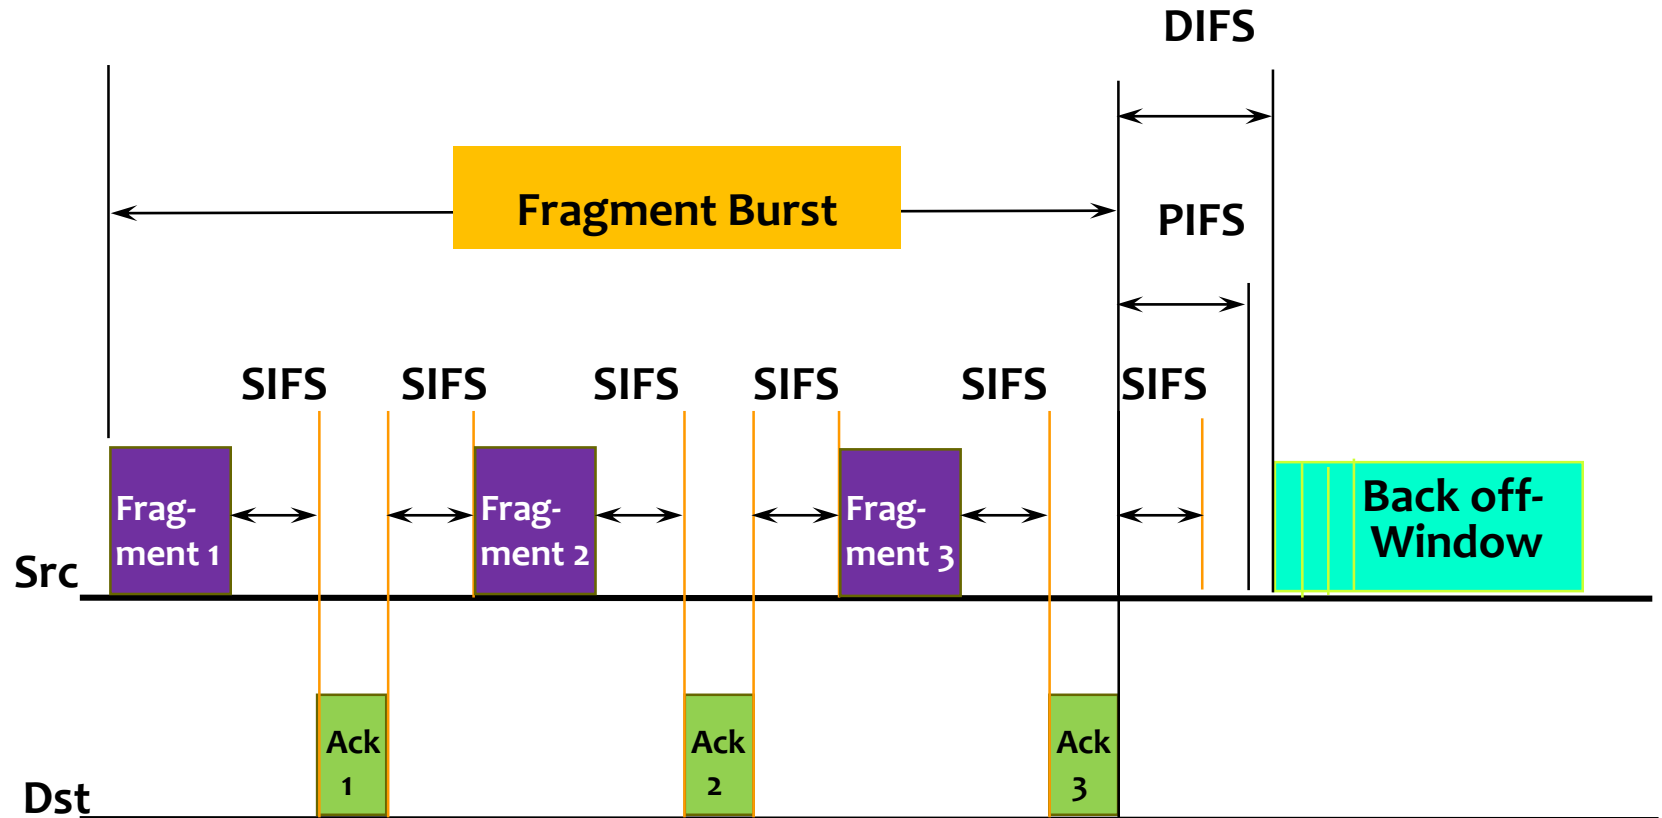 DIFS
Fragment Burst
PIFS
SIFS SIFS SIFS SIFS SIFS SIFS
Frag-
ment 1
Frag-
ment 2
Frag-
ment 3
Back off-
Window
Src
Ack
1
Ack
2
Ack
3
Dst